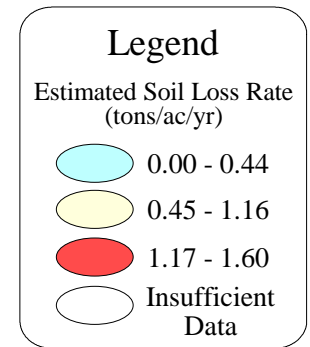 Legend
Estimated Soil Loss Rate
(tons/ac/yr)
0.00 - 0.44
0.45 - 1.16
1.17 - 1.60
Insufficient
Data